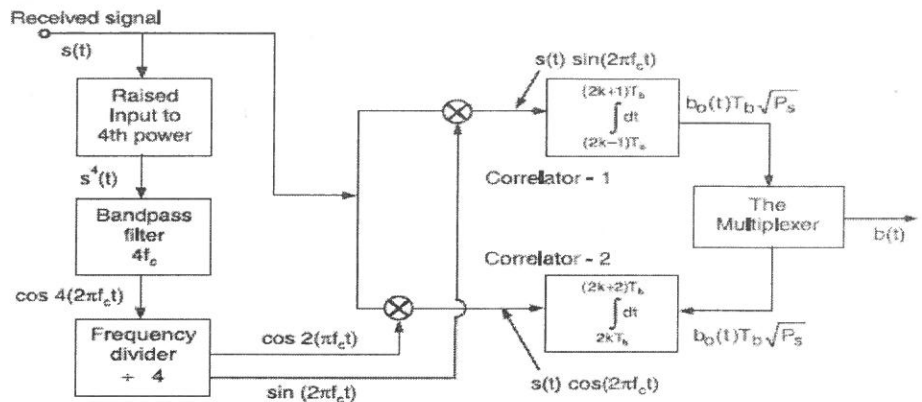 Received signal
s(t)
Raised
Input to
4th power
s⁴(t)
Bandpass
filter
4f_c
cos 4(2πf_ct)
Frequency
divider
÷ 4
cos 2(πf_ct)
sin (2πf_ct)
s(t) sin(2πf_ct)
(2k+1)T_b
∫dt
(2k−1)T_b
Correlator - 1
b_o(t)T_b√P_s
The
Multiplexer
b(t)
Correlator - 2
(2k+2)T_b
∫dt
2kT_b
b_o(t)T_b√P_s
s(t) cos(2πf_ct)